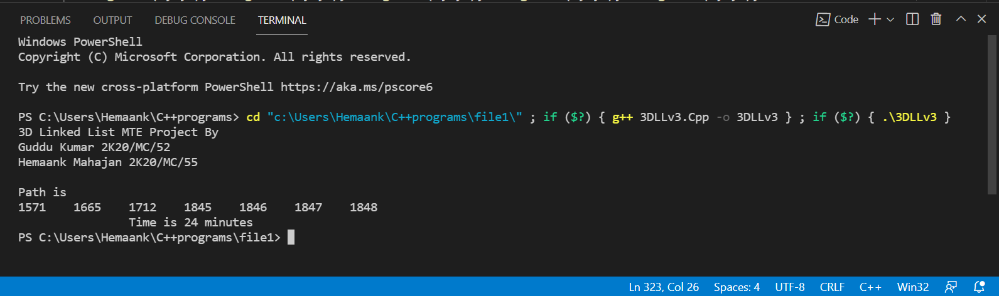 PROBLEMS OUTPUT DEBUG CONSOLE TERMINAL Code
Windows PowerShell
Copyright (C) Microsoft Corporation. All rights reserved.
Try the new cross-platform PowerShell https://aka.ms/pscore6
PS C:\Users\Hemaank\C++programs> cd "c:\Users\Hemaank\C++programs\file1\" ; if ($?) { g++ 3DLLv3.Cpp -o 3DLLv3 } ; if ($?) { .\3DLLv3 }
3D Linked List MTE Project By
Guddu Kumar 2K20/MC/52
Hemaank Mahajan 2K20/MC/55
Path is
1571 1665 1712 1845 1846 1847 1848
Time is 24 minutes
PS C:\Users\Hemaank\C++programs\file1>
Ln 323, Col 26 Spaces: 4 UTF-8 CRLF C++ Win32